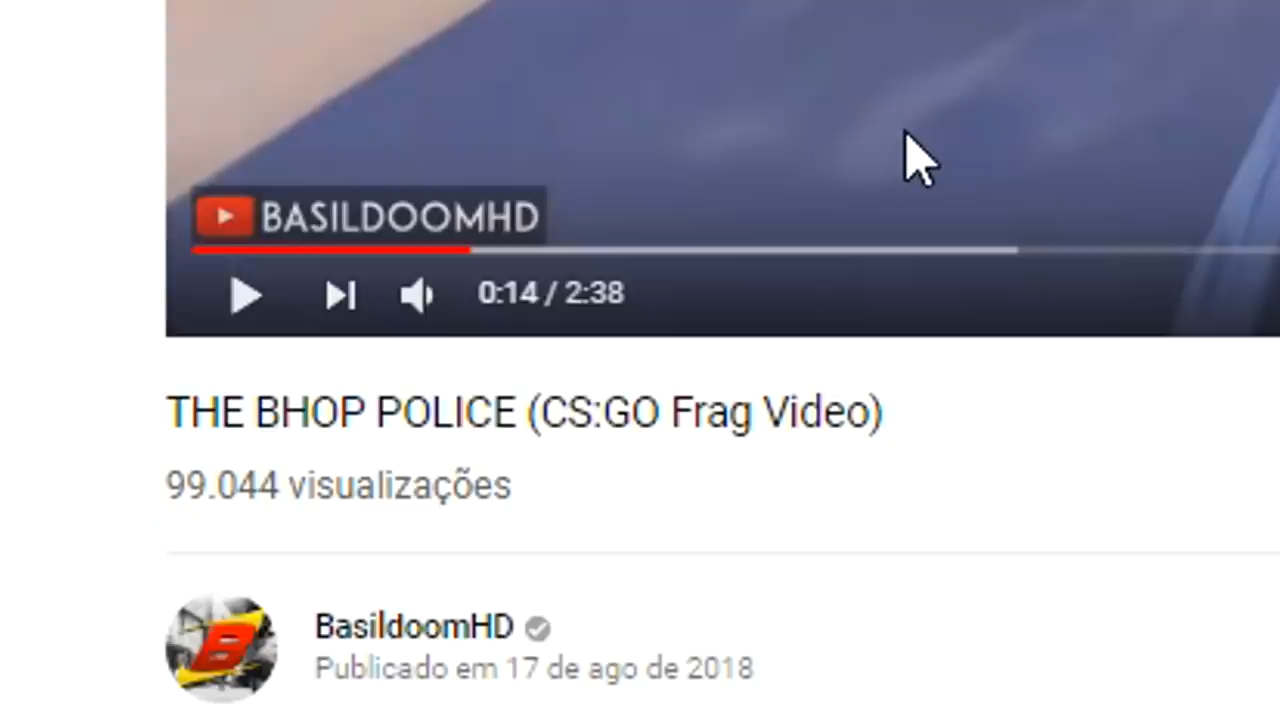 BASILDOOMHD
0:14 / 2:38
THE BHOP POLICE (CS:GO Frag Video)
99.044 visualizações
B
BasildoomHD
Publicado em 17 de ago de 2018